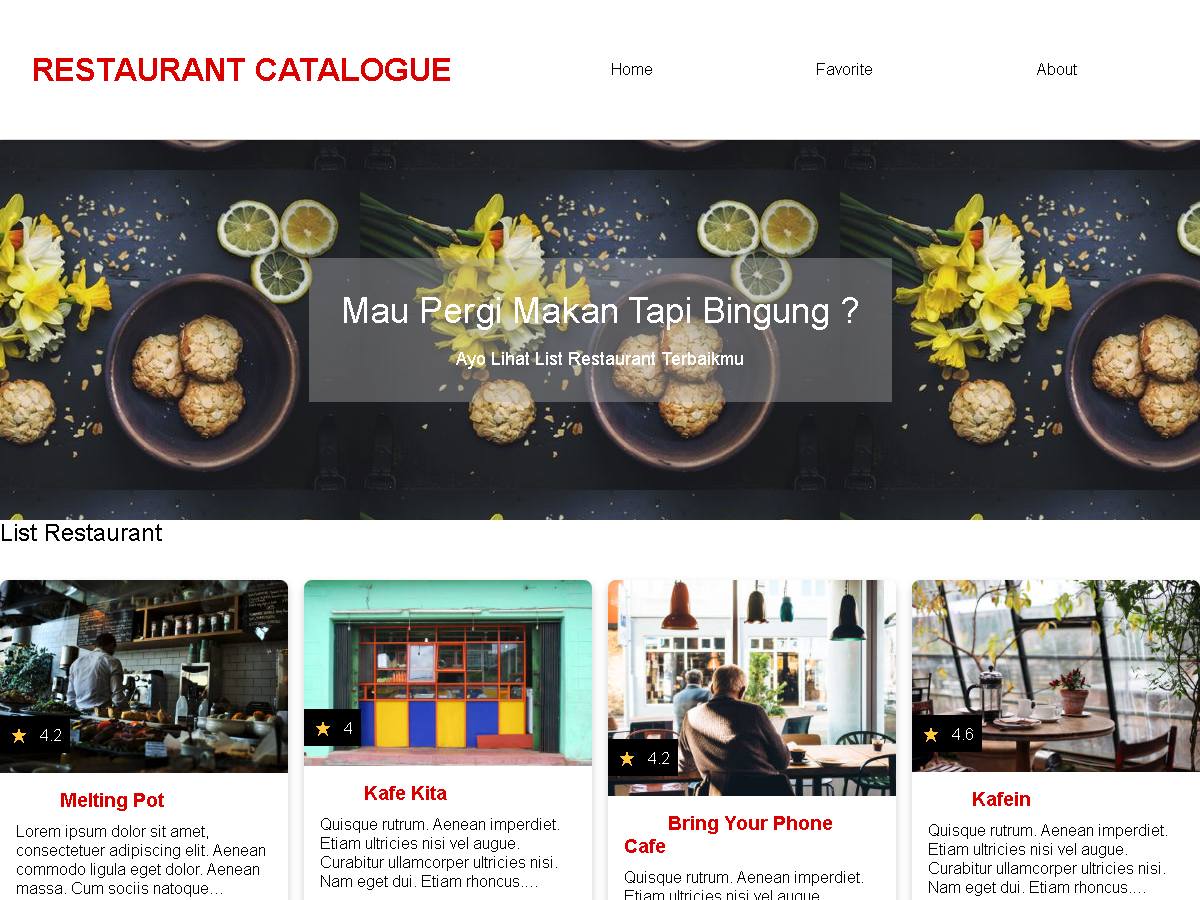 RESTAURANT CATALOGUE
Home
Favorite
About
Mau Pergi Makan Tapi Bingung ?
Ayo Lihat List Restaurant Terbaikmu
List Restaurant
4.2
Melting Pot
Lorem ipsum dolor sit amet,
consectetuer adipiscing elit. Aenean
commodo ligula eget dolor. Aenean
massa. Cum sociis natoque…
4
Kafe Kita
Quisque rutrum. Aenean imperdiet.
Etiam ultricies nisi vel augue.
Curabitur ullamcorper ultricies nisi.
Nam eget dui. Etiam rhoncus.…
4.2
Bring Your Phone
Cafe
Quisque rutrum. Aenean imperdiet.
Etiam ultricies nisi vel augue.
4.6
Kafein
Quisque rutrum. Aenean imperdiet.
Etiam ultricies nisi vel augue.
Curabitur ullamcorper ultricies nisi.
Nam eget dui. Etiam rhoncus.…